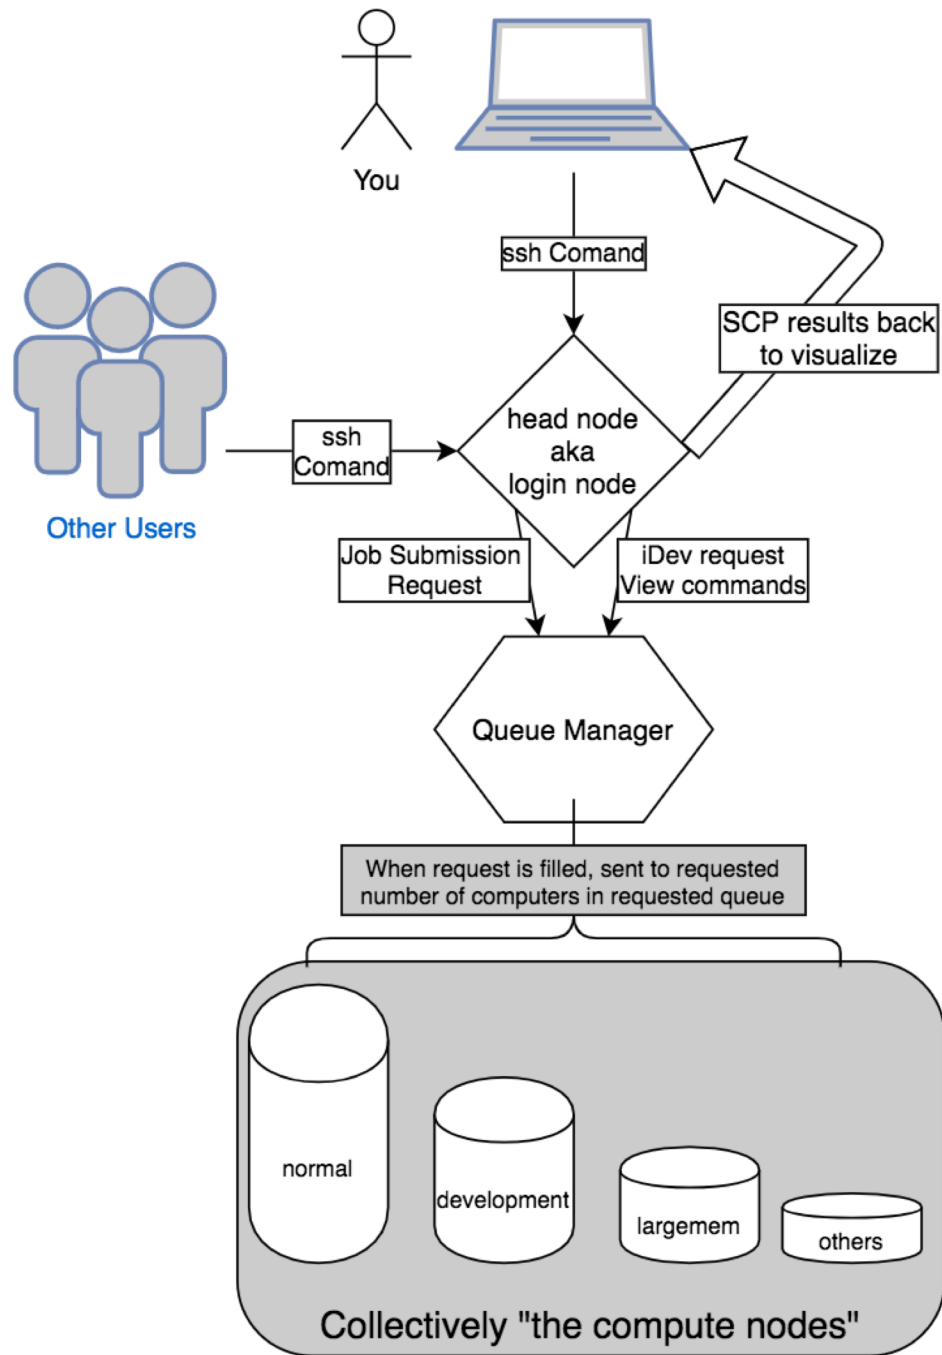 You
ssh Comand
SCP results back
to visualize
ssh
Comand
Other Users
head node
aka
login node
Job Submission
Request
iDev request
View commands
Queue Manager
When request is filled, sent to requested
number of computers in requested queue
normal
development
largemem
others
Collectively "the compute nodes"